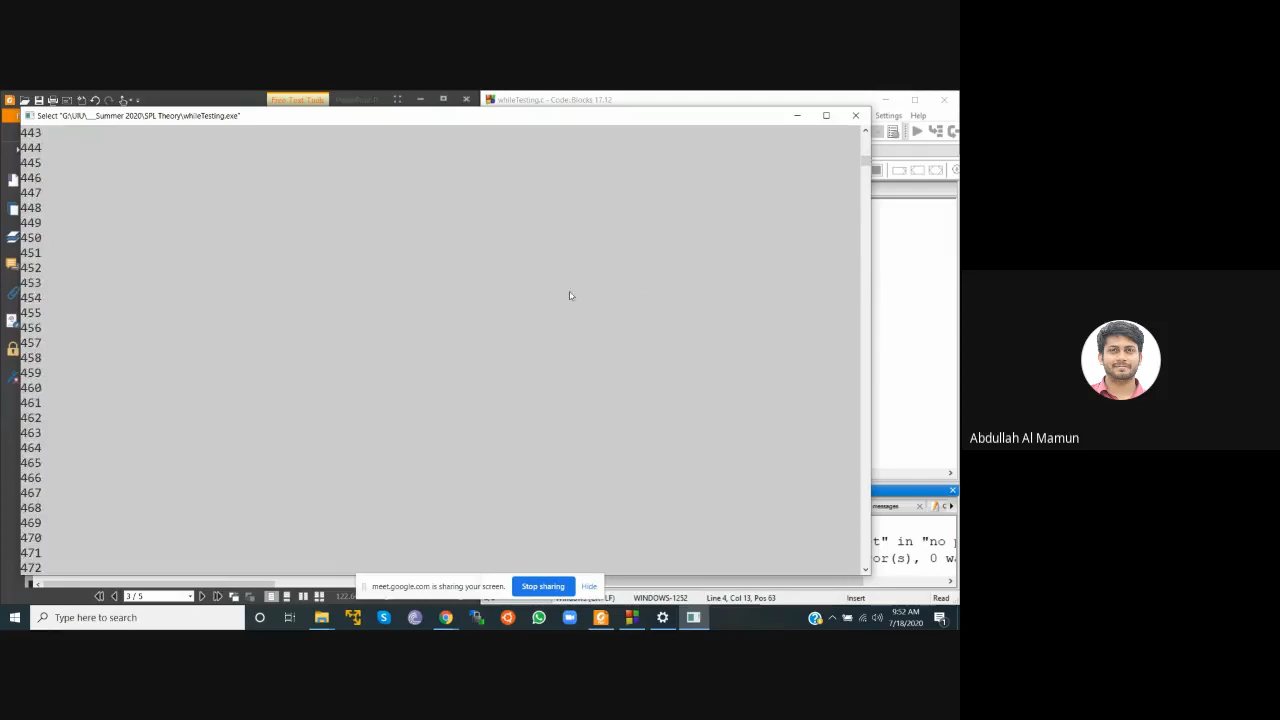 Free Text Tools
whileTesting.c - Code::Blocks 17.12
Select "G:\UIU\___Summer 2020\SPL Theory\whileTesting.exe"
Settings Help
443
444
445
446
447
448
449
450
451
452
453
454
455
456
457
458
459
460
461
462
463
464
465
466
467
468
469
470
471
472
messages
t" in "no
or(s), 0
meet.google.com is sharing your screen. Stop sharing Hide
3 / 5
WINDOWS-1252 Line 4, Col 13, Pos 63 Insert Read
Type here to search
9:52 AM
7/18/2020
Abdullah Al Mamun